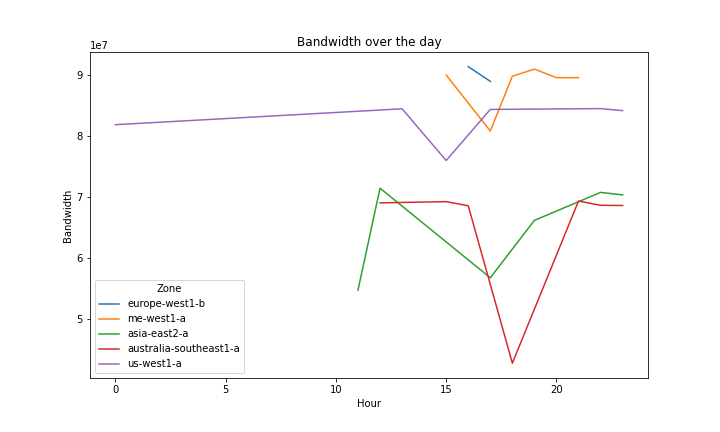 Bandwidth over the day
1e7
9
8
7
6
5
Bandwidth
Zone
europe-west1-b
me-west1-a
asia-east2-a
australia-southeast1-a
us-west1-a
0 5 10 15 20
Hour